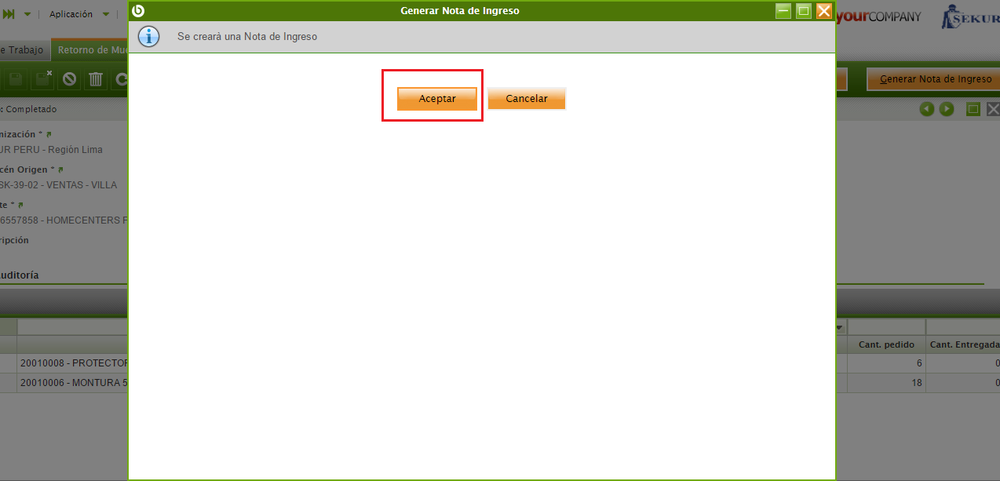 Aplicación
Generar Nota de Ingreso
yourCOMPANY
SEKUR
Se creará una Nota de Ingreso
e Trabajo
Retorno de Mue
Generar Nota de Ingreso
Aceptar
Cancelar
o: Completado
nización *
UR PERU - Región Lima
cén Origen *
SK-39-02 - VENTAS - VILLA
te *
6557858 - HOMECENTERS P
ripción
uditoría
Cant. pedido
Cant. Entregada
20010008 - PROTECTOR
6
0
20010006 - MONTURA 5
18
0